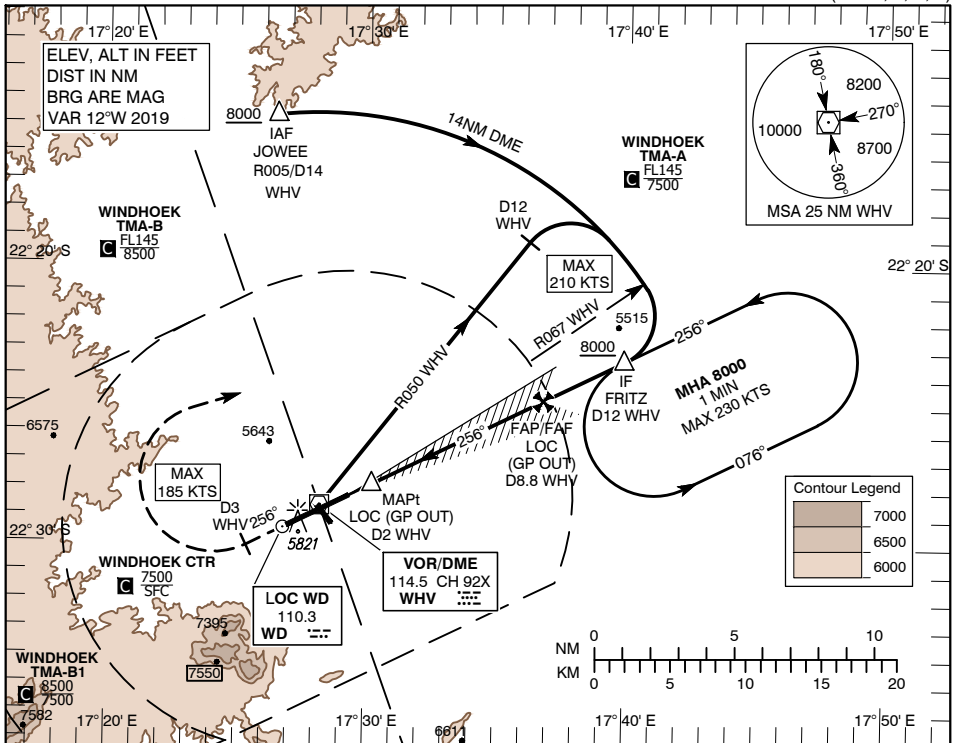 17°20' E
17°30' E
17°40' E
17°50' E
ELEV, ALT IN FEET
DIST IN NM
BRG ARE MAG
VAR 12°W 2019
8000
IAF
JOWEE
R005/D14
WHV
14NM DME
WINDHOEK
TMA-A
C FL145
7500
180°
8200
270°
10000
8700
360°
MSA 25 NM WHV
WINDHOEK
TMA-B
C FL145
8500
D12
WHV
22° 20' S
22° 20' S
MAX
210 KTS
R067 WHV
5515
256°
8000
R050 WHV
IF
FRITZ
D12 WHV
MHA 8000
1 MIN
MAX 230 KTS
076°
6575
5643
256°
FAP/FAF
LOC
(GP OUT)
D8.8 WHV
MAX
185 KTS
D3
WHV
256°
MAPt
LOC (GP OUT)
D2 WHV
5821
22° 30' S
Contour Legend
7000
6500
6000
WINDHOEK CTR
C 7500
SFC
VOR/DME
114.5 CH 92X
WHV
LOC WD
110.3
WD
7395
7550
WINDHOEK
TMA-B1
C 8500
7500
7582
NM
0 5 10
KM
0 5 10 15 20
661
17°20' E
17°30' E
17°40' E
17°50' E